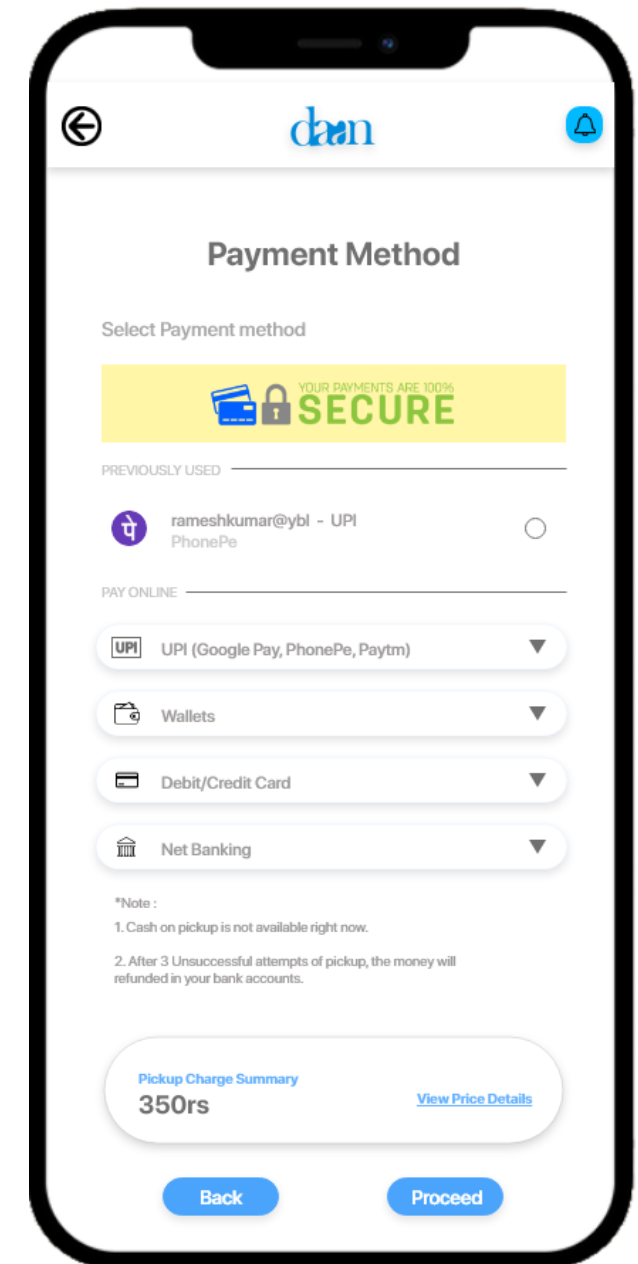 daan
Payment Method
Select Payment method
YOUR PAYMENTS ARE 100%
SECURE
PREVIOUSLY USED
पे
rameshkumar@ybl - UPI
PhonePe
PAY ONLINE
UPI UPI (Google Pay, PhonePe, Paytm)
Wallets
Debit/Credit Card
Net Banking
*Note :
1. Cash on pickup is not available right now.
2. After 3 Unsuccessful attempts of pickup, the money will
refunded in your bank accounts.
Pickup Charge Summary
350rs
View Price Details
Back
Proceed